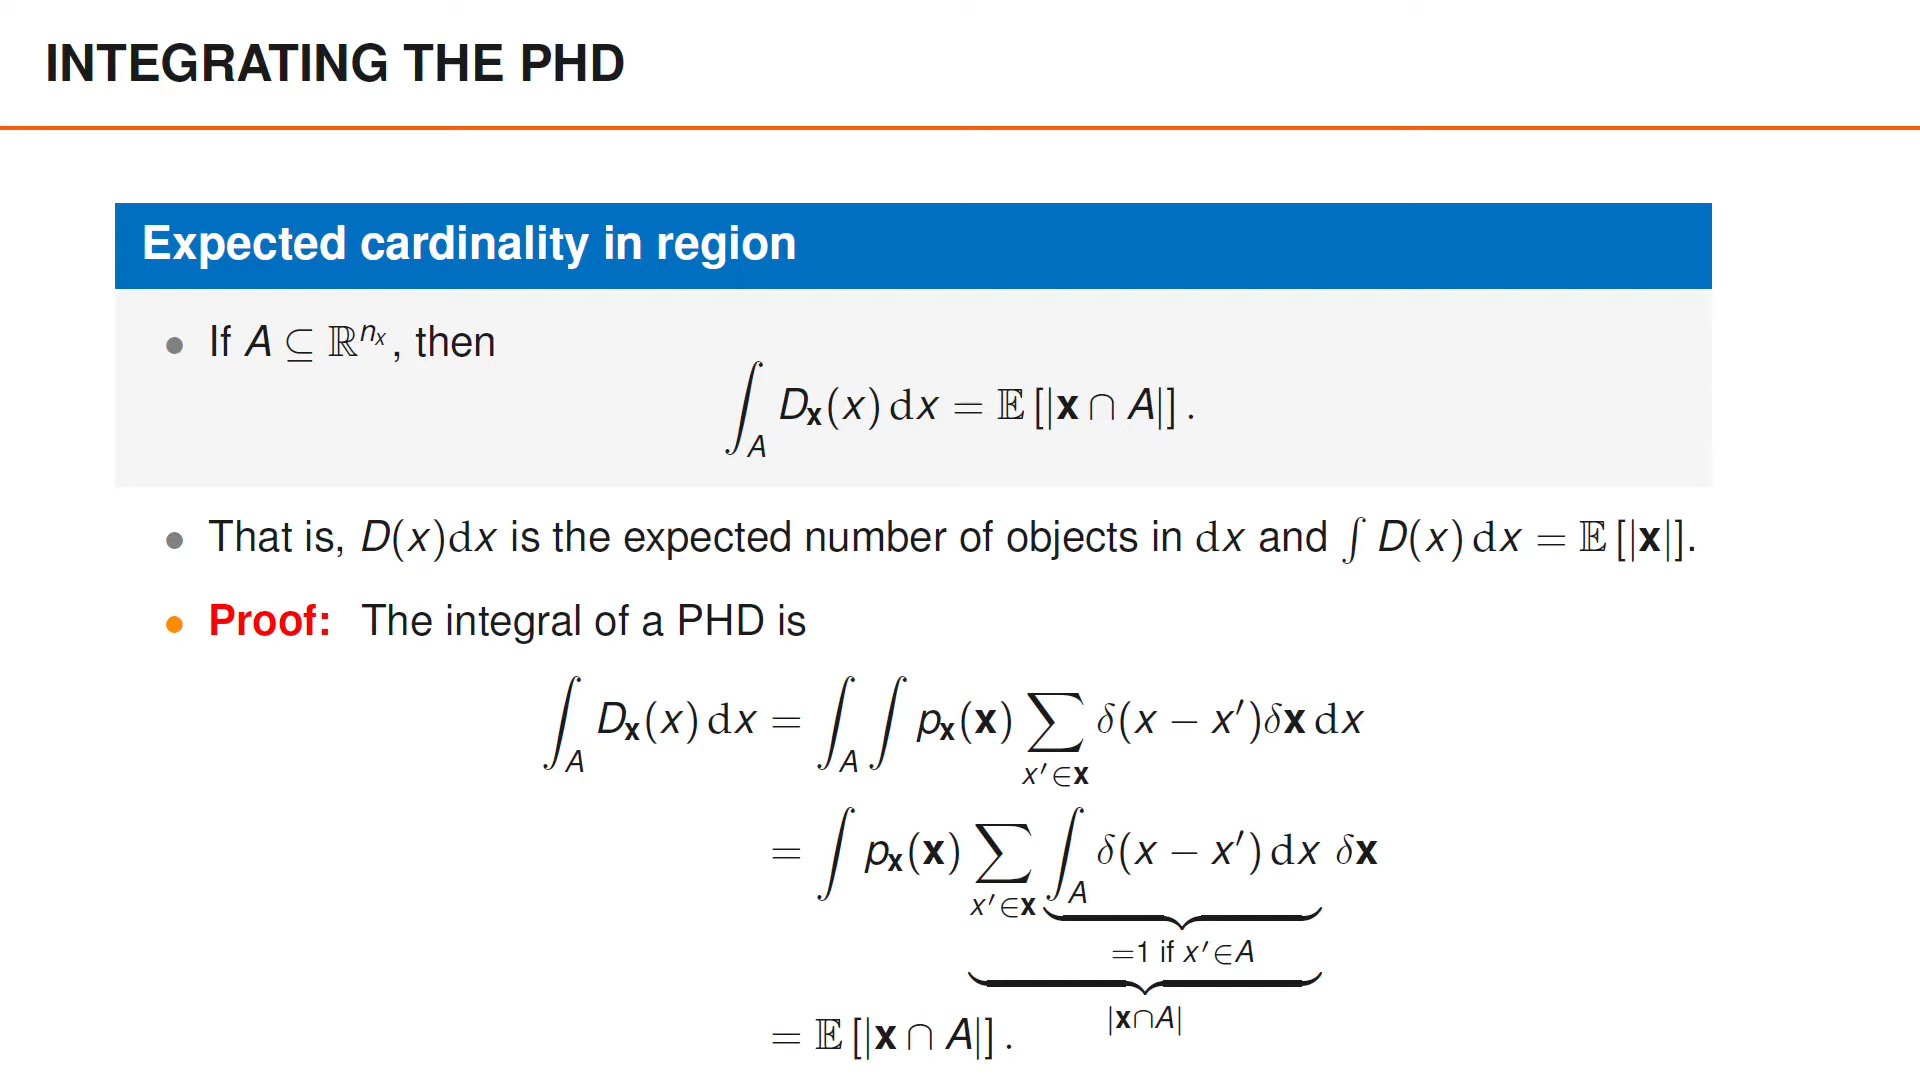 INTEGRATING THE PHD
Expected cardinality in region
• If A ⊆ ℝ^{n_x}, then
∫_A D_𝐱(x) dx = 𝔼[|𝐱 ∩ A|].
• That is, D(x)dx is the expected number of objects in dx and ∫ D(x) dx = 𝔼[|𝐱|].
• Proof: The integral of a PHD is
∫_A D_𝐱(x) dx = ∫_A ∫ p_𝐱(𝐱) ∑_{x′∈𝐱} δ(x − x′)δ𝐱 dx
= ∫ p_𝐱(𝐱) ∑_{x′∈𝐱} ∫_A δ(x − x′) dx δ𝐱
=1 if x′∈A
|𝐱∩A|
= 𝔼[|𝐱 ∩ A|].